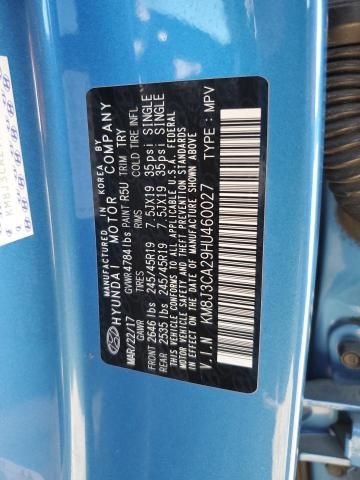 MANUFACTURED IN KOREA BY
HYUNDAI MOTOR COMPANY
MAR/22/17 GVWR 4784 lbs PAINT R5U TRIM TRY
GAWR TIRES RIMS COLD TIRE INFL
FRONT 2646 lbs 245/45R19 7.5JX19 35psi SINGLE
REAR 2535 lbs 245/45R19 7.5JX19 35psi SINGLE
THIS VEHICLE CONFORMS TO ALL APPLICABLE U.S.A. FEDERAL
MOTOR VEHICLE SAFETY, BUMPER, AND THEFT PREVENTION
STANDARDS IN EFFECT ON THE DATE OF MANUFACTURE
SHOWN ABOVE.
V.I.N KM8J3CA29HU460027 TYPE : MPV